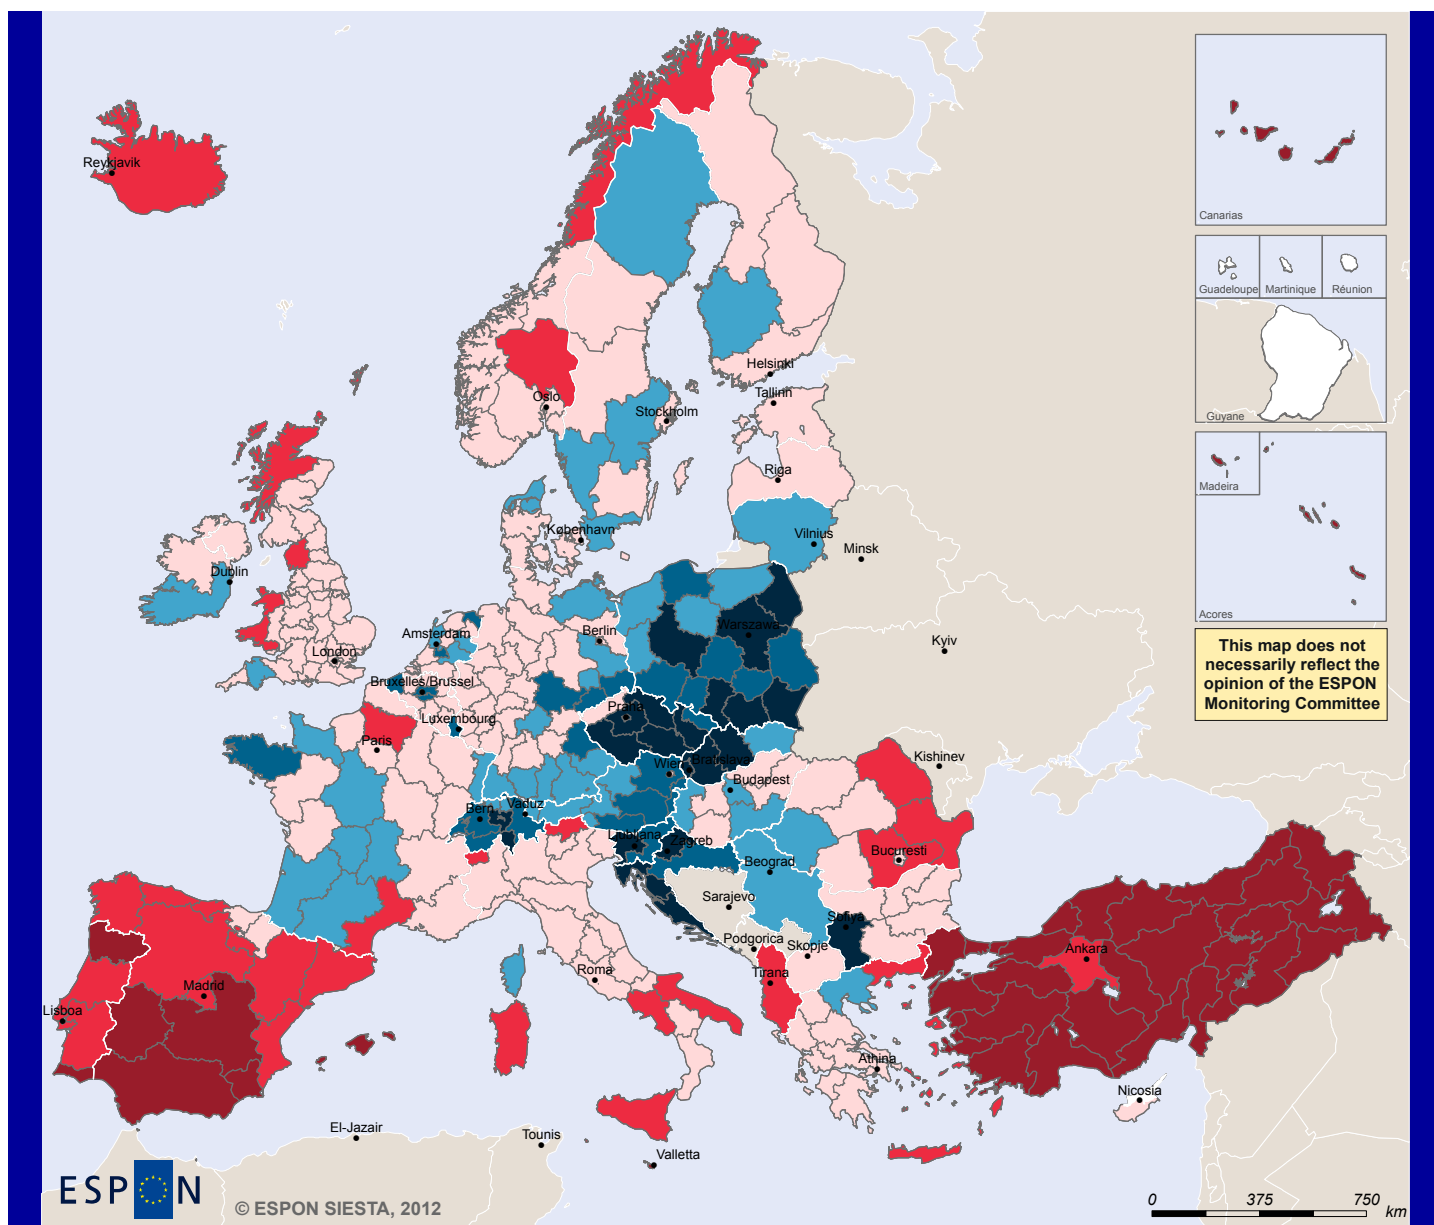 Reykjavik
Canarias
Guadeloupe
Martinique
Réunion
Guyane
Madeira
Acores
This map does not
necessarily reflect the
opinion of the ESPON
Monitoring Committee
Helsinki
Oslo
Tallinn
Stockholm
Riga
København
Vilnius
Minsk
Dublin
Amsterdam
Berlin
Warszawa
London
Kyiv
Bruxelles/Brussel
Luxembourg
Praha
Paris
Wien
Bratislava
Kishinev
Budapest
Bern
Vaduz
Ljubljana
Zagreb
Bucuresti
Beograd
Sarajevo
Sofiya
Podgorica
Skopje
Ankara
Roma
Tirana
Madrid
Lisboa
Athina
Nicosia
El-Jazair
Tounis
Valletta
ESPON
© ESPON SIESTA, 2012
0 375 750
km